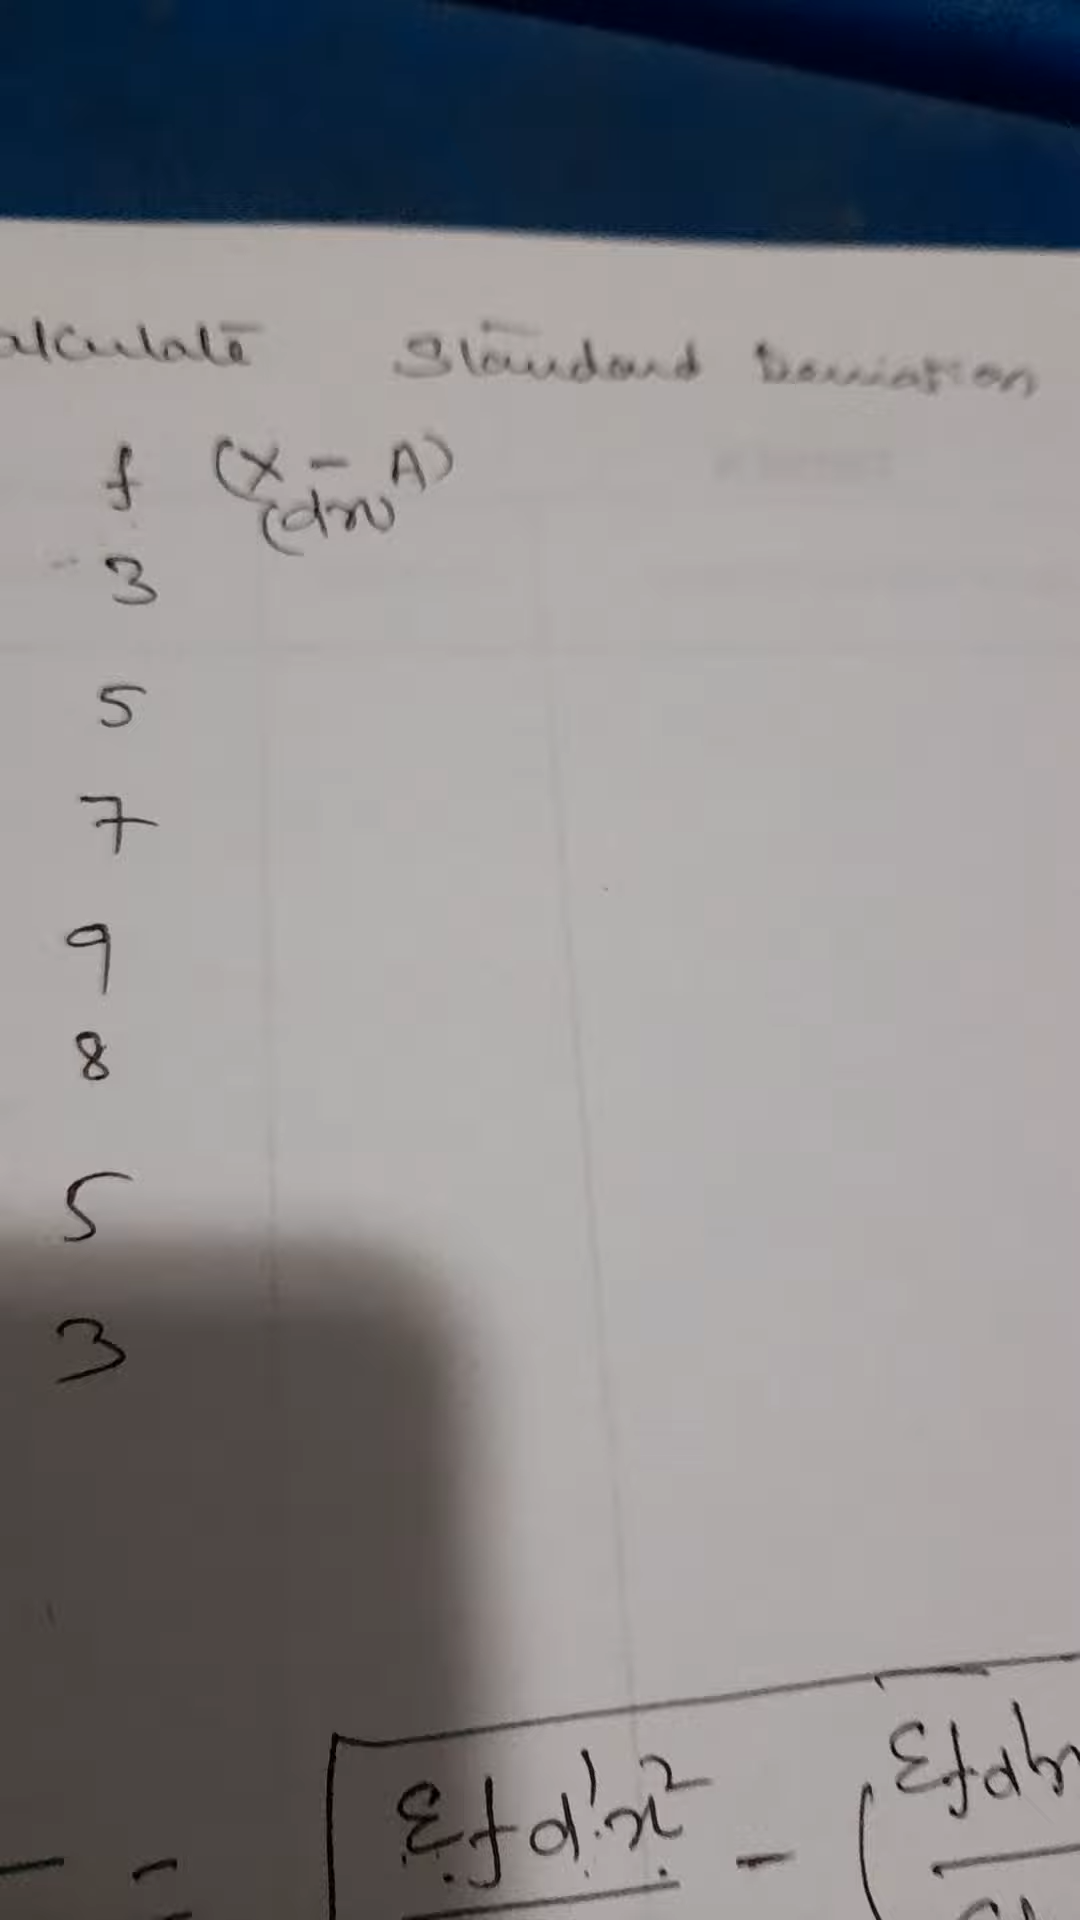 alculate Standard Deviation
f (X - A)
(dx)
3
5
7
9
8
5
3
= Σfd'x² - (Σfd'x